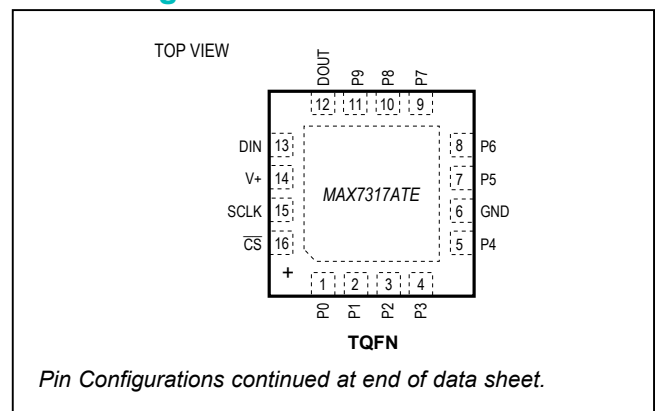 TOP VIEW
DOUT P9 P8 P7
12 11 10 9
DIN 13 8 P6
V+ 14 7 P5
MAX7317ATE
SCLK 15 6 GND
CS 16 5 P4
+
1 2 3 4
P0 P1 P2 P3
TQFN
Pin Configurations continued at end of data sheet.